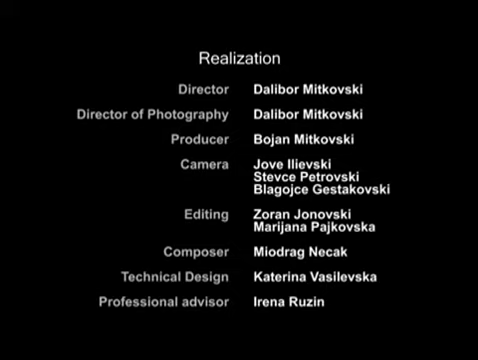 Realization
Director Dalibor Mitkovski
Director of Photography Dalibor Mitkovski
Producer Bojan Mitkovski
Camera Jove Ilievski
Stevce Petrovski
Blagojce Gestakovski
Editing Zoran Jonovski
Marijana Pajkovska
Composer Miodrag Necak
Technical Design Katerina Vasilevska
Professional advisor Irena Ruzin